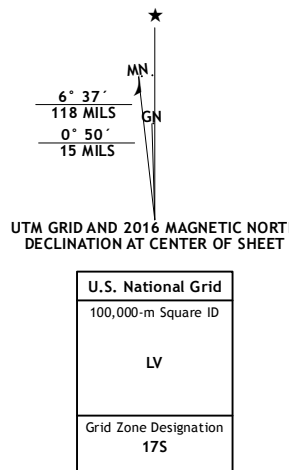 ★
MN
6° 37´
118 MILS
GN
0° 50´
15 MILS
UTM GRID AND 2016 MAGNETIC NORT
DECLINATION AT CENTER OF SHEET
U.S. National Grid
100,000-m Square ID
LV
Grid Zone Designation
17S